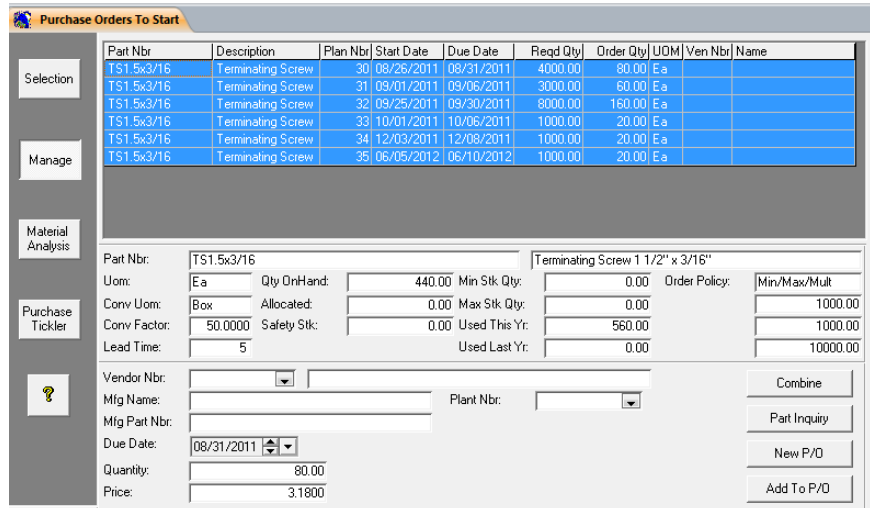 Purchase Orders To Start
Part Nbr Description Plan Nbr Start Date Due Date Reqd Qty Order Qty UOM Ven Nbr Name
TS1.5x3/16 Terminating Screw 30 08/26/2011 08/31/2011 4000.00 80.00 Ea
TS1.5x3/16 Terminating Screw 31 09/01/2011 09/06/2011 3000.00 60.00 Ea
TS1.5x3/16 Terminating Screw 32 09/25/2011 09/30/2011 8000.00 160.00 Ea
TS1.5x3/16 Terminating Screw 33 10/01/2011 10/06/2011 1000.00 20.00 Ea
TS1.5x3/16 Terminating Screw 34 12/03/2011 12/08/2011 1000.00 20.00 Ea
TS1.5x3/16 Terminating Screw 35 06/05/2012 06/10/2012 1000.00 20.00 Ea
Selection
Manage
Material
Analysis
Purchase
Tickler
?
Part Nbr: TS1.5x3/16 Terminating Screw 1 1/2" x 3/16"
Uom: Ea Qty OnHand: 440.00 Min Stk Qty: 0.00 Order Policy: Min/Max/Mult
Conv Uom: Box Allocated: 0.00 Max Stk Qty: 0.00 1000.00
Conv Factor: 50.0000 Safety Stk: 0.00 Used This Yr: 560.00 1000.00
Lead Time: 5 Used Last Yr: 0.00 10000.00
Vendor Nbr:
Mfg Name: Plant Nbr:
Mfg Part Nbr:
Due Date: 08/31/2011
Quantity: 80.00
Price: 3.1800
Combine
Part Inquiry
New P/O
Add To P/O